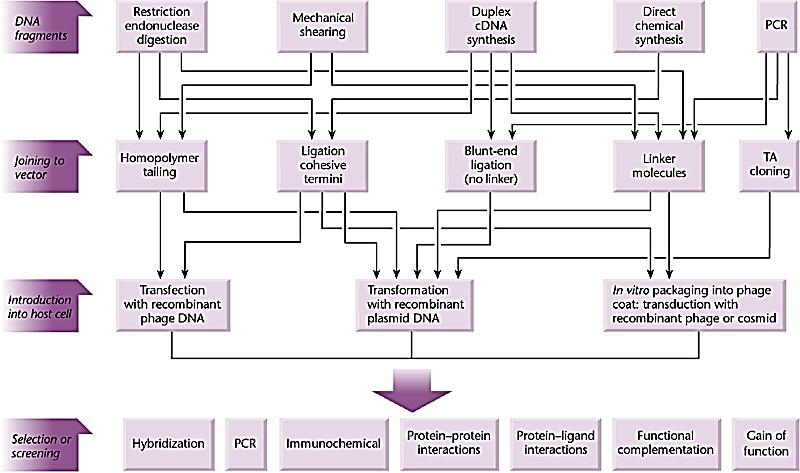 DNA
fragments
Restriction
endonuclease
digestion
Mechanical
shearing
Duplex
cDNA
synthesis
Direct
chemical
synthesis
PCR
Joining to
vector
Homopolymer
tailing
Ligation
cohesive
termini
Blunt-end
ligation
(no linker)
Linker
molecules
TA
cloning
Introduction
into host cell
Transfection
with recombinant
phage DNA
Transformation
with recombinant
plasmid DNA
In vitro packaging into phage
coat: transduction with
recombinant phage or cosmid
Selection or
screening
Hybridization
PCR
Immunochemical
Protein–protein
interactions
Protein–ligand
interactions
Functional
complementation
Gain of
function